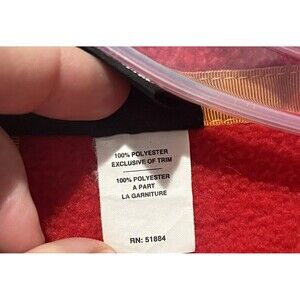 100% POLYESTER
EXCLUSIVE OF TRIM
100% POLYESTER
A PART
LA GARNITURE
RN: 51884